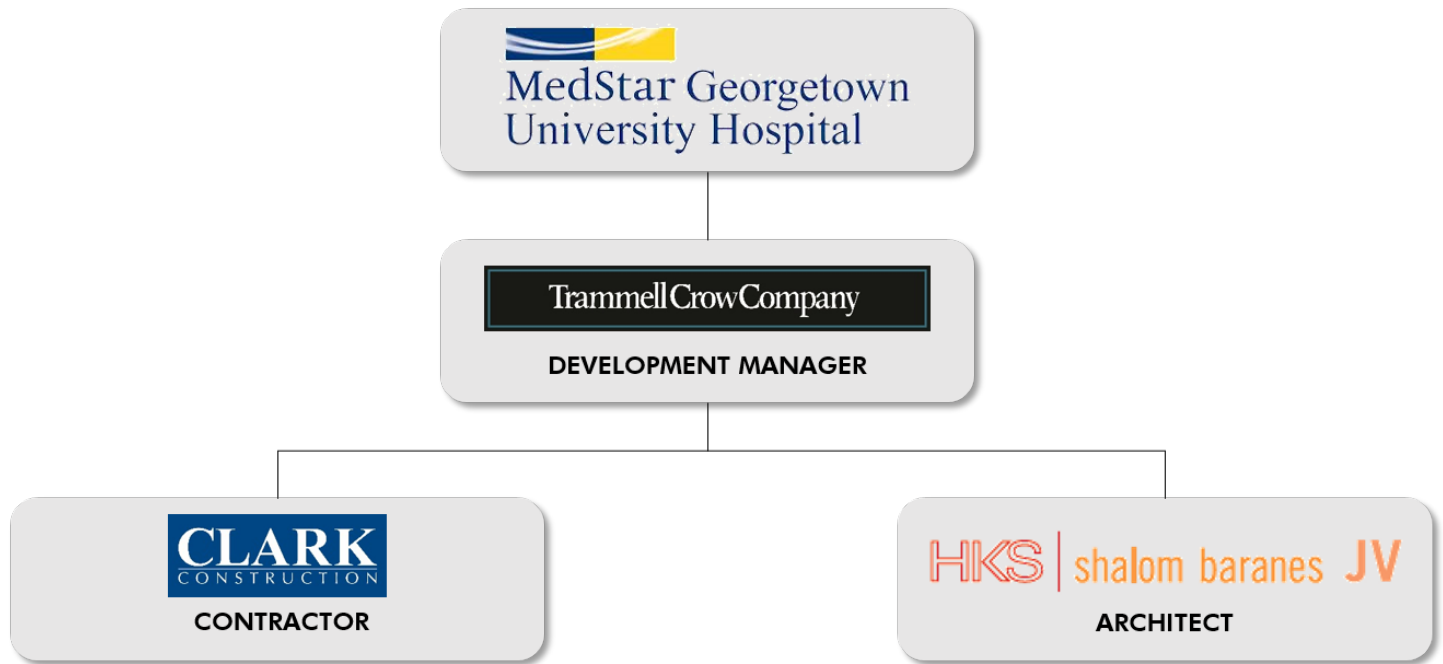 MedStar Georgetown
University Hospital
TrammellCrowCompany
DEVELOPMENT MANAGER
CLARK
CONSTRUCTION
CONTRACTOR
HKS | shalom baranes JV
ARCHITECT